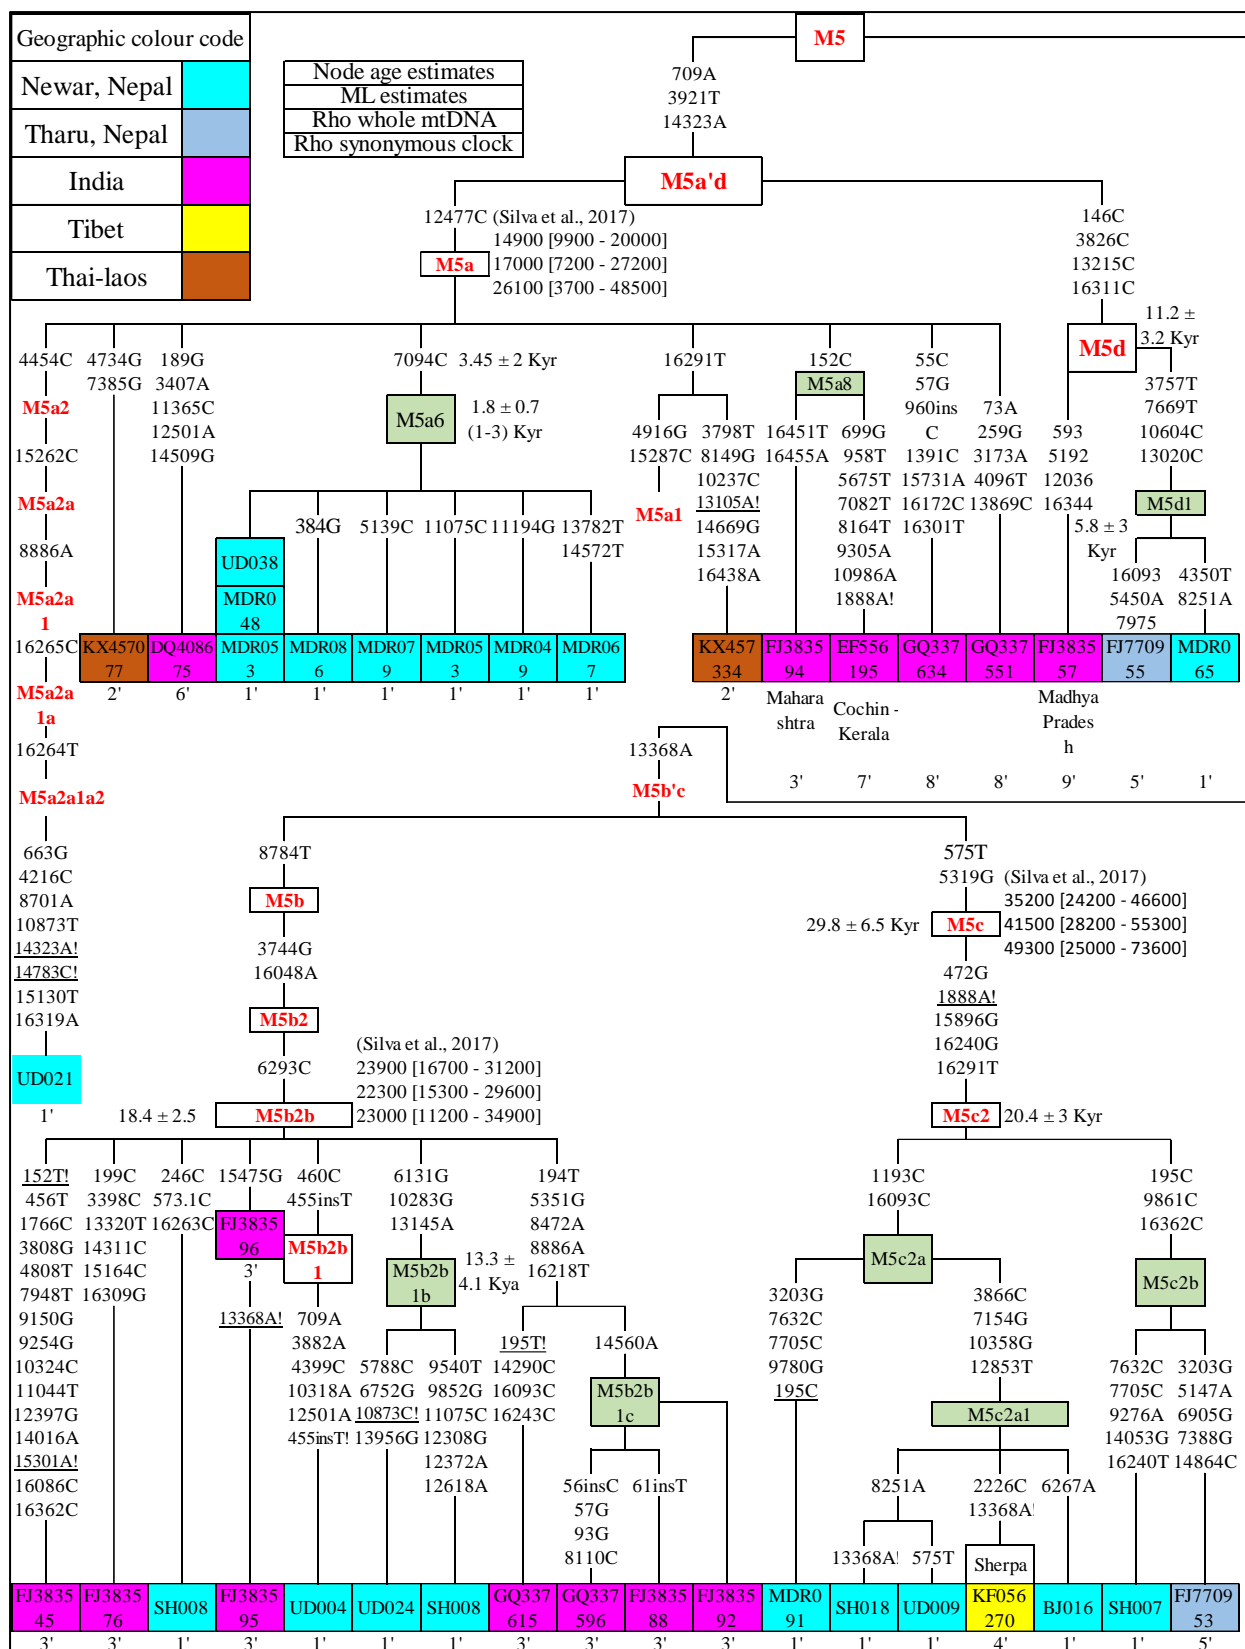 Geographic colour code
Newar, Nepal
Tharu, Nepal
India
Tibet
Thai-laos
Node age estimates
ML estimates
Rho whole mtDNA
Rho synonymous clock
M5
709A
3921T
14323A
M5a'd
12477C (Silva et al., 2017)
14900 [9900 - 20000]
17000 [7200 - 27200]
26100 [3700 - 48500]
M5a
146C
3826C
13215C
16311C
M5d
11.2 ±
3.2 Kyr
4454C
M5a2
15262C
M5a2a
8886A
M5a2a
1
16265C
M5a2a
1a
16264T
M5a2a1a2
663G
4216C
8701A
10873T
14323A!
14783C!
15130T
16319A
UD021
1'
4734G
7385G
KX4570
77
2'
189G
3407A
11365C
12501A
14509G
DQ4086
75
6'
7094C
3.45 ± 2 Kyr
M5a6
1.8 ± 0.7
(1-3) Kyr
UD038
MDR0
48
MDR05
3
1'
384G
MDR08
6
1'
5139C
MDR07
9
1'
11075C
MDR05
3
1'
11194G
MDR04
9
1'
13782T
14572T
MDR06
7
1'
16291T
4916G
15287C
M5a1
3798T
8149G
10237C
13105A!
14669G
15317A
16438A
KX457
334
2'
152C
M5a8
16451T
16455A
FJ3835
94
Mahara
shtra
3'
699G
958T
5675T
7082T
8164T
9305A
10986A
1888A!
EF556
195
Cochin -
Kerala
7'
55C
57G
960ins
C
1391C
15731A
16172C
16301T
GQ337
634
8'
73A
259G
3173A
4096T
13869C
GQ337
551
8'
593
5192
12036
16344
FJ3835
57
Madhya
Prades
h
9'
3757T
7669T
10604C
13020C
M5d1
5.8 ± 3
Kyr
16093
5450A
7975
FJ7709
55
5'
4350T
8251A
MDR0
65
1'
13368A
M5b'c
8784T
M5b
3744G
16048A
M5b2
6293C
(Silva et al., 2017)
23900 [16700 - 31200]
22300 [15300 - 29600]
23000 [11200 - 34900]
18.4 ± 2.5
M5b2b
575T
5319G (Silva et al., 2017)
35200 [24200 - 46600]
41500 [28200 - 55300]
49300 [25000 - 73600]
29.8 ± 6.5 Kyr
M5c
472G
1888A!
15896G
16240G
16291T
M5c2
20.4 ± 3 Kyr
152T!
456T
1766C
3808G
4808T
7948T
9150G
9254G
10324C
11044T
12397G
14016A
15301A!
16086C
16362C
FJ3835
45
3'
199C
3398C
13320T
14311C
15164C
16309G
FJ3835
76
3'
246C
573.1C
16263C
SH008
1'
15475G
FJ3835
96
3'
13368A!
FJ3835
95
3'
460C
455insT
M5b2b
1
709A
3882A
4399C
10318A
12501A
455insT!
UD004
1'
6131G
10283G
13145A
M5b2b
1b
13.3 ±
4.1 Kya
5788C
6752G
10873C!
13956G
UD024
1'
9540T
9852G
11075C
12308G
12372A
12618A
SH008
1'
194T
5351G
8472A
8886A
16218T
195T!
14290C
16093C
16243C
GQ337
615
3'
14560A
M5b2b
1c
56insC
57G
93G
8110C
GQ337
596
3'
61insT
FJ3835
88
3'
FJ3835
92
3'
1193C
16093C
M5c2a
3203G
7632C
7705C
9780G
195C
MDR0
91
1'
3866C
7154G
10358G
12853T
M5c2a1
8251A
13368A!
SH018
1'
575T
UD009
1'
2226C
13368A!
Sherpa
KF056
270
4'
6267A
BJ016
1'
195C
9861C
16362C
M5c2b
7632C
7705C
9276A
14053G
16240T
SH007
1'
3203G
5147A
6905G
7388G
14864C
FJ7709
53
5'